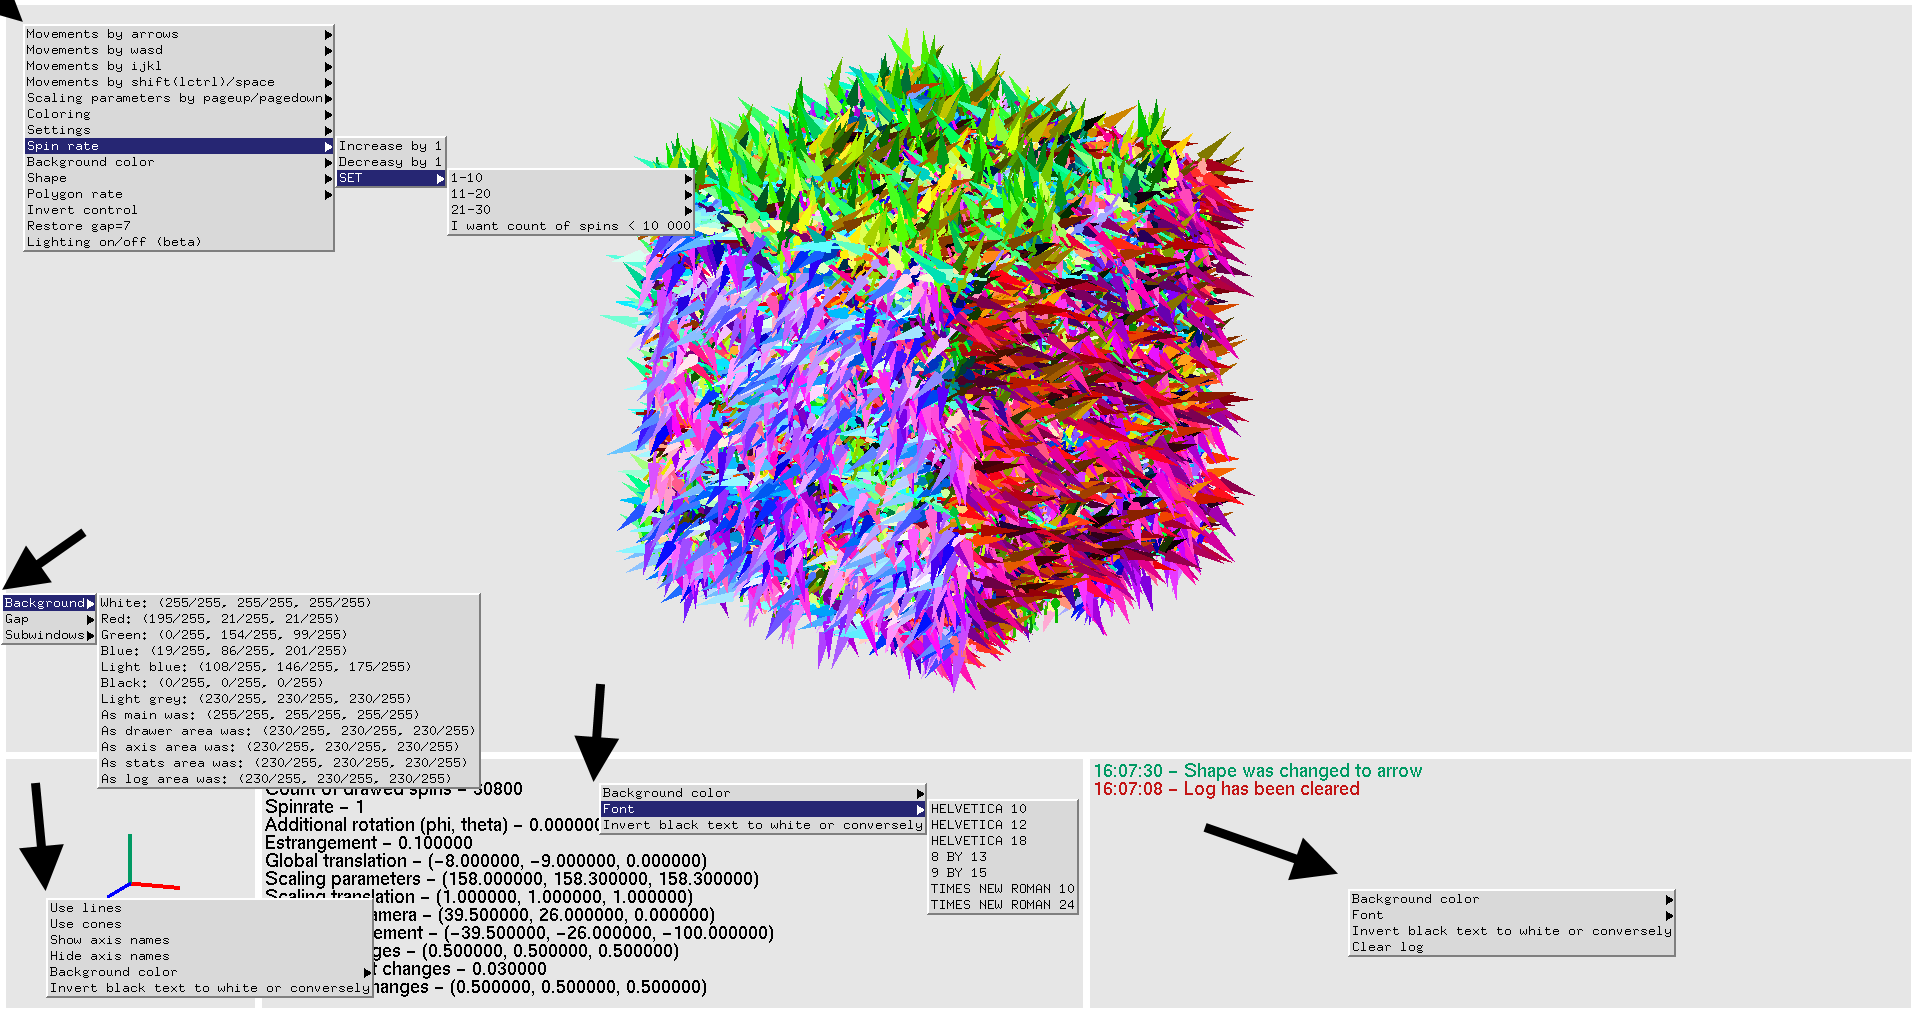 Movements by arrows
Movements by wasd
Movements by ijkl
Movements by shift(lctrl)/space
Scaling parameters by pageup/pagedown
Coloring
Settings
Spin rate
Background color
Shape
Polygon rate
Invert control
Restore gap=7
Lighting on/off (beta)
Increase by 1
Decreasy by 1
SET
1-10
11-20
21-30
I want count of spins < 10 000
Background
Gap
Subwindows
White: (255/255, 255/255, 255/255)
Red: (195/255, 21/255, 21/255)
Green: (0/255, 154/255, 99/255)
Blue: (19/255, 86/255, 201/255)
Light blue: (108/255, 146/255, 175/255)
Black: (0/255, 0/255, 0/255)
Light grey: (230/255, 230/255, 230/255)
As main was: (255/255, 255/255, 255/255)
As drawer area was: (230/255, 230/255, 230/255)
As axis area was: (230/255, 230/255, 230/255)
As stats area was: (230/255, 230/255, 230/255)
As log area was: (230/255, 230/255, 230/255)
Use lines
Use cones
Show axis names
Hide axis names
Background color
Invert black text to white or conversely
Count of drawed spins – 30800
Spinrate – 1
Additional rotation (phi, theta) – 0.00000
Estrangement – 0.100000
Global translation – (–8.000000, –9.000000, 0.000000)
Scaling parameters – (158.000000, 158.300000, 158.300000)
Scaling translation – (1.000000, 1.000000, 1.000000)
amera – (39.500000, 26.000000, 0.000000)
ement – (–39.500000, –26.000000, –100.000000)
ges – (0.500000, 0.500000, 0.500000)
t changes – 0.030000
hanges – (0.500000, 0.500000, 0.500000)
Background color
Font
Invert black text to white or conversely
HELVETICA 10
HELVETICA 12
HELVETICA 18
8 BY 13
9 BY 15
TIMES NEW ROMAN 10
TIMES NEW ROMAN 24
16:07:30 – Shape was changed to arrow
16:07:08 – Log has been cleared
Background color
Font
Invert black text to white or conversely
Clear log